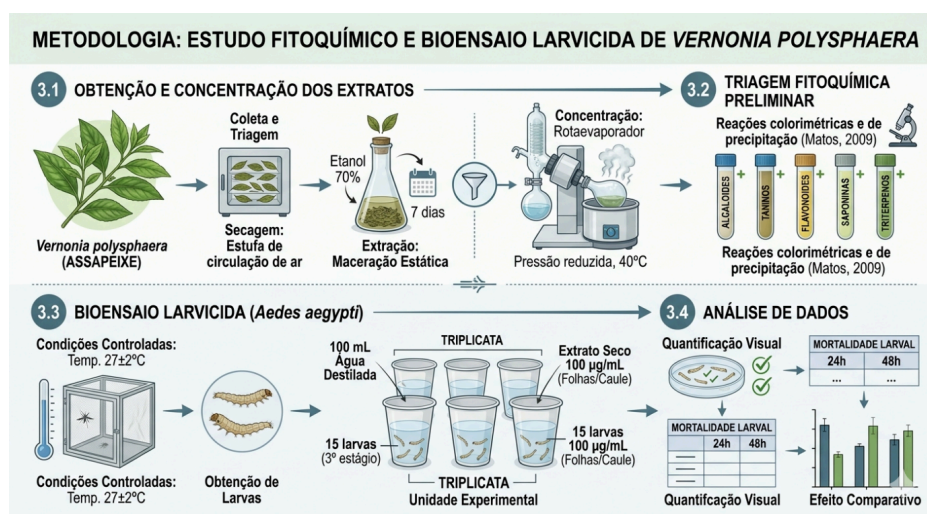 METODOLOGIA: ESTUDO FITOQUÍMICO E BIOENSAIO LARVICIDA DE VERNONIA POLYSPHAERA
3.1 OBTENÇÃO E CONCENTRAÇÃO DOS EXTRATOS
Vernonia polysphaera
(ASSAPEIXE)
Coleta e
Triagem
Secagem:
Estufa de
circulação de ar
Etanol
70%
7 dias
Extração:
Maceração Estática
Concentração:
Rotaevaporador
Pressão reduzida, 40ºC
3.2 TRIAGEM FITOQUÍMICA
PRELIMINAR
Reações colorimétricas e de
precipitação (Matos, 2009)
ALCALOIDES +
TANINOS +
FLAVONOIDES +
SAPONINAS +
TRITERPENOS +
Reações colorimétricas e de
precipitação (Matos, 2009)
3.3 BIOENSAIO LARVICIDA (Aedes aegypti)
Condições Controladas:
Temp. 27±2ºC
Condições Controladas:
Temp. 27±2ºC
Obtenção de
Larvas
TRIPLICATA
100 mL
Água
Destilada
Extrato Seco
100 µg/mL
(Folhas/Caule)
15 larvas
(3º estágio)
15 larvas
100 µg/mL
(Folhas/Caule)
TRIPLICATA
Unidade Experimental
3.4 ANÁLISE DE DADOS
Quantificação Visual
MORTALIDADE LARVAL
24h 48h
... ...
MORTALIDADE LARVAL
24h 48h
Quantifcação Visual
Efeito Comparativo